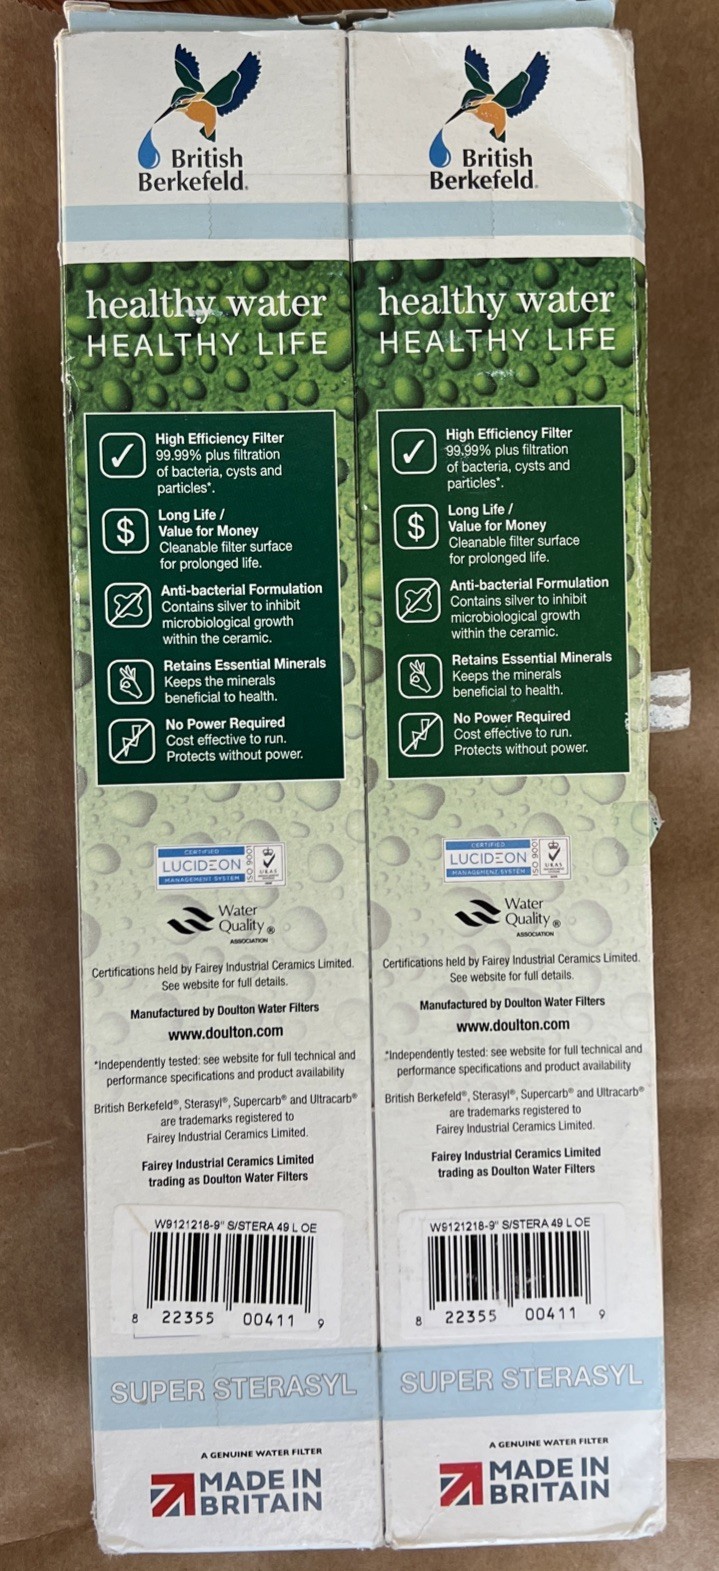 British
Berkefeld®
healthy water
HEALTHY LIFE
High Efficiency Filter
99.99% plus filtration
of bacteria, cysts and
particles*.
$
Long Life /
Value for Money
Cleanable filter surface
for prolonged life.
Anti-bacterial Formulation
Contains silver to inhibit
microbiological growth
within the ceramic.
Retains Essential Minerals
Keeps the minerals
beneficial to health.
No Power Required
Cost effective to run.
Protects without power.
CERTIFIED
LUCIDEON
MANAGEMENT SYSTEM
ISO 9001
UKAS
Water
Quality®
ASSOCIATION
Certifications held by Fairey Industrial Ceramics Limited.
See website for full details.
Manufactured by Doulton Water Filters
www.doulton.com
*Independently tested: see website for full technical and
performance specifications and product availability
British Berkefeld®, Sterasyl®, Supercarb® and Ultracarb®
are trademarks registered to
Fairey Industrial Ceramics Limited.
Fairey Industrial Ceramics Limited
trading as Doulton Water Filters
W9121218-9" S/STERA 49 L OE
8 22355 00411 9
SUPER STERASYL
A GENUINE WATER FILTER
MADE IN
BRITAIN
British
Berkefeld®
healthy water
HEALTHY LIFE
High Efficiency Filter
99.99% plus filtration
of bacteria, cysts and
particles*.
$
Long Life /
Value for Money
Cleanable filter surface
for prolonged life.
Anti-bacterial Formulation
Contains silver to inhibit
microbiological growth
within the ceramic.
Retains Essential Minerals
Keeps the minerals
beneficial to health.
No Power Required
Cost effective to run.
Protects without power.
CERTIFIED
LUCIDEON
MANAGEMENT SYSTEM
ISO 9001
UKAS
Water
Quality®
ASSOCIATION
Certifications held by Fairey Industrial Ceramics Limited.
See website for full details.
Manufactured by Doulton Water Filters
www.doulton.com
*Independently tested: see website for full technical and
performance specifications and product availability
British Berkefeld®, Sterasyl®, Supercarb® and Ultracarb®
are trademarks registered to
Fairey Industrial Ceramics Limited.
Fairey Industrial Ceramics Limited
trading as Doulton Water Filters
W9121218-9" S/STERA 49 L OE
8 22355 00411 9
SUPER STERASYL
A GENUINE WATER FILTER
MADE IN
BRITAIN